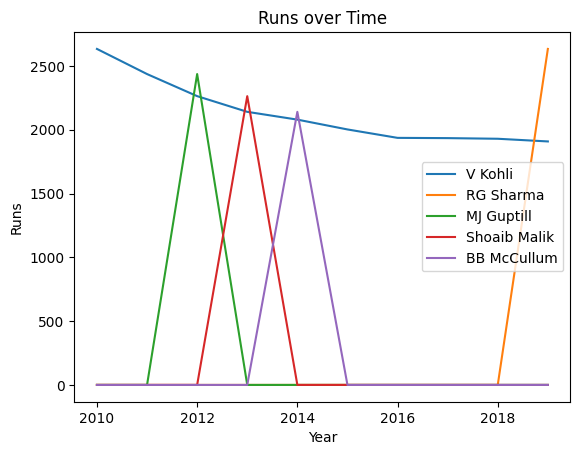 Runs over Time
Runs
2500
2000
1500
1000
500
0
V Kohli
RG Sharma
MJ Guptill
Shoaib Malik
BB McCullum
2010 2012 2014 2016 2018
Year